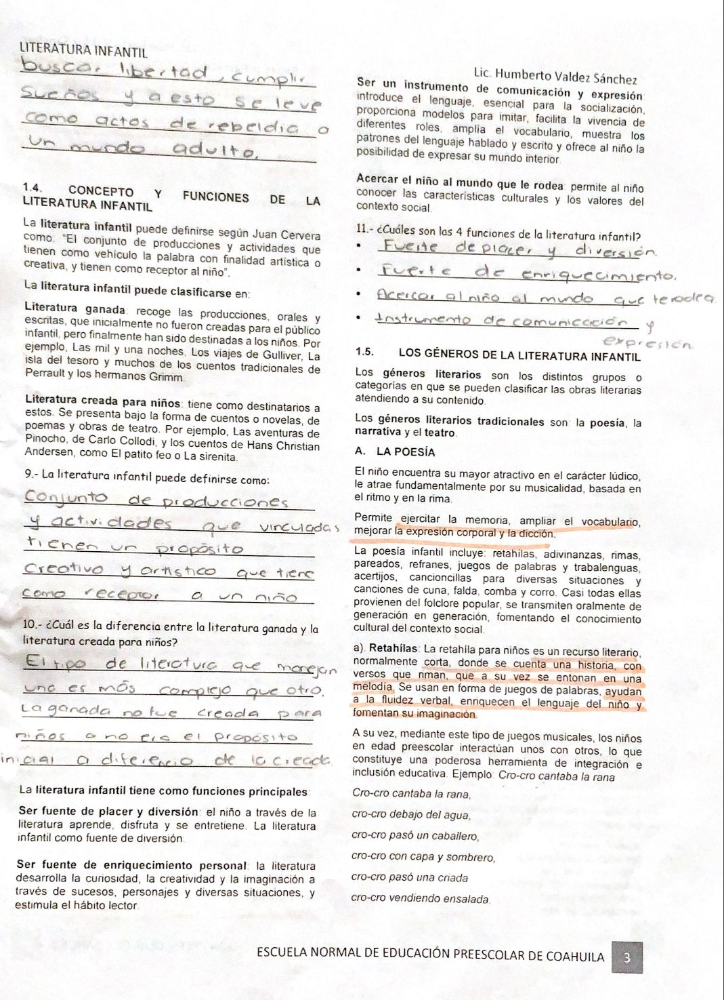 LITERATURA INFANTIL
buscar libertad, cumplir
sueños y a esto se le ve
como actos de rebeldia a
un mundo adulto.
1.4. CONCEPTO Y FUNCIONES DE LA
LITERATURA INFANTIL
La literatura infantil puede definirse según Juan Cervera
como: "El conjunto de producciones y actividades que
tienen como vehículo la palabra con finalidad artística o
creativa, y tienen como receptor al niño".
La literatura infantil puede clasificarse en:
Literatura ganada: recoge las producciones, orales y
escritas, que inicialmente no fueron creadas para el público
infantil, pero finalmente han sido destinadas a los niños. Por
ejemplo, Las mil y una noches, Los viajes de Gulliver, La
isla del tesoro y muchos de los cuentos tradicionales de
Perrault y los hermanos Grimm.
Literatura creada para niños: tiene como destinatarios a
estos. Se presenta bajo la forma de cuentos o novelas, de
poemas y obras de teatro. Por ejemplo, Las aventuras de
Pinocho, de Carlo Collodi, y los cuentos de Hans Christian
Andersen, como El patito feo o La sirenita.
9.- La literatura infantil puede definirse como:
Conjunto de producciones
y actividades que vinculadas
tienen un propósito
creativo y artistico que tiene
como receptor a un niño
10.- ¿Cuál es la diferencia entre la literatura ganada y la
literatura creada para niños?
El tipo de literatura que manejan
una es más complejo que otro.
La ganada no fue creada para
niños o no era el propósito
inicial a diferencia de la creada.
La literatura infantil tiene como funciones principales:
Ser fuente de placer y diversión: el niño a través de la
literatura aprende, disfruta y se entretiene. La literatura
infantil como fuente de diversión.
Ser fuente de enriquecimiento personal: la literatura
desarrolla la curiosidad, la creatividad y la imaginación a
través de sucesos, personajes y diversas situaciones, y
estimula el hábito lector.
Lic. Humberto Valdez Sánchez
Ser un instrumento de comunicación y expresión:
introduce el lenguaje, esencial para la socialización,
proporciona modelos para imitar, facilita la vivencia de
diferentes roles, amplía el vocabulario, muestra los
patrones del lenguaje hablado y escrito y ofrece al niño la
posibilidad de expresar su mundo interior.
Acercar el niño al mundo que le rodea: permite al niño
conocer las características culturales y los valores del
contexto social.
11.- ¿Cuáles son las 4 funciones de la literatura infantil?
• Fuente de placer y diversión.
• Fuerte de enriquecimiento.
• Acercar al niño al mundo que le rodea.
• Instrumento de comunicación y
expresión
1.5. LOS GÉNEROS DE LA LITERATURA INFANTIL
Los géneros literarios son los distintos grupos o
categorías en que se pueden clasificar las obras literarias
atendiendo a su contenido.
Los géneros literarios tradicionales son: la poesía, la
narrativa y el teatro.
A. LA POESÍA
El niño encuentra su mayor atractivo en el carácter lúdico,
le atrae fundamentalmente por su musicalidad, basada en
el ritmo y en la rima.
Permite ejercitar la memoria, ampliar el vocabulario,
mejorar la expresión corporal y la dicción.
La poesía infantil incluye: retahílas, adivinanzas, rimas,
pareados, refranes, juegos de palabras y trabalenguas,
acertijos, cancioncillas para diversas situaciones y
canciones de cuna, falda, comba y corro. Casi todas ellas
provienen del folclore popular, se transmiten oralmente de
generación en generación, fomentando el conocimiento
cultural del contexto social.
a). Retahílas: La retahíla para niños es un recurso literario,
normalmente corta, donde se cuenta una historia, con
versos que riman, que a su vez se entonan en una
melodía. Se usan en forma de juegos de palabras, ayudan
a la fluidez verbal, enriquecen el lenguaje del niño y
fomentan su imaginación.
A su vez, mediante este tipo de juegos musicales, los niños
en edad preescolar interactúan unos con otros, lo que
constituye una poderosa herramienta de integración e
inclusión educativa. Ejemplo: Cro-cro cantaba la rana
Cro-cro cantaba la rana,
cro-cro debajo del agua,
cro-cro pasó un caballero,
cro-cro con capa y sombrero,
cro-cro pasó una criada
cro-cro vendiendo ensalada.
ESCUELA NORMAL DE EDUCACIÓN PREESCOLAR DE COAHUILA 3